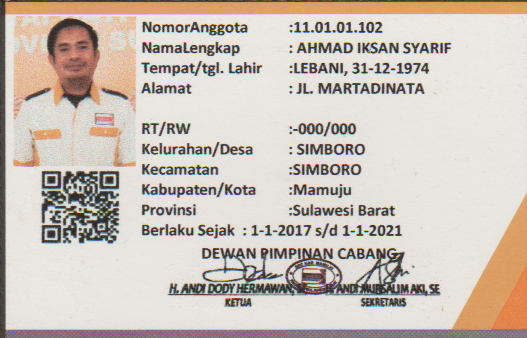 NomorAnggota :11.01.01.102
NamaLengkap : AHMAD IKSAN SYARIF
Tempat/tgl. Lahir :LEBANI, 31-12-1974
Alamat : JL. MARTADINATA
RT/RW :-000/000
Kelurahan/Desa : SIMBORO
Kecamatan :SIMBORO
Kabupaten/Kota :Mamuju
Provinsi :Sulawesi Barat
Berlaku Sejak : 1-1-2017 s/d 1-1-2021
DEWAN PIMPINAN CABANG
H. ANDI DODY HERMAWAN, SE H. ANDI MURSALIM AKI, SE
KETUA SEKRETARIS